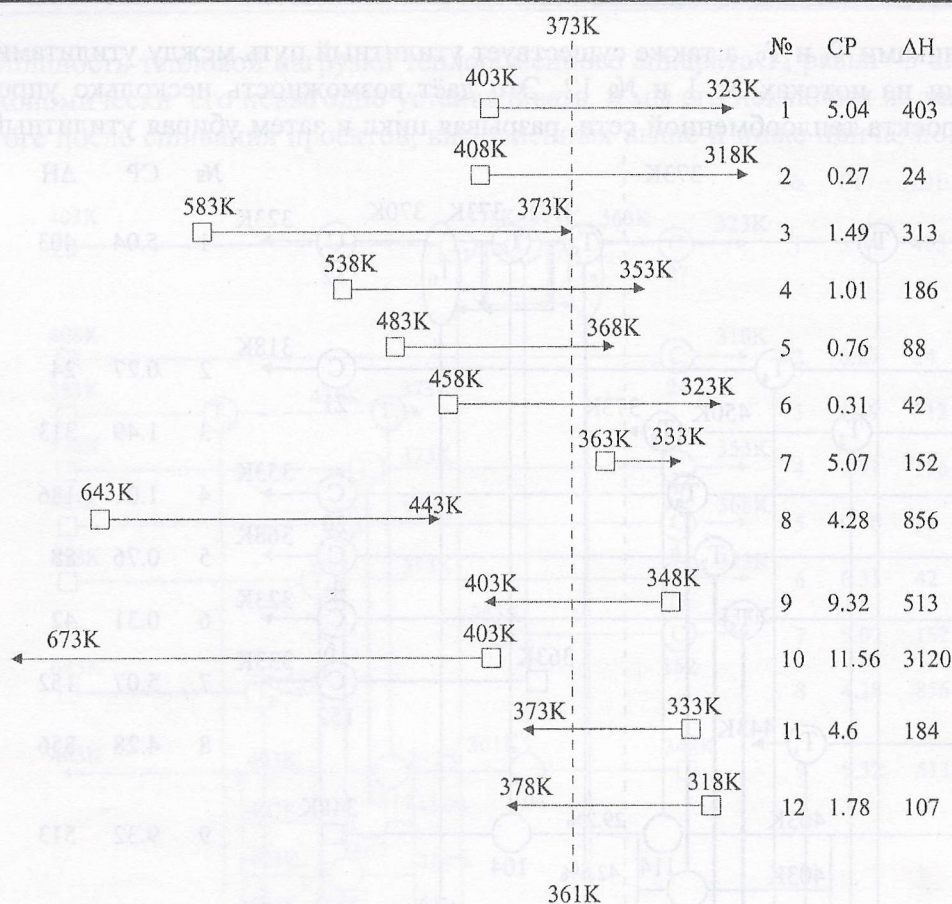 373K
№ CP ΔH
403K 323K 1 5.04 403
408K 318K 2 0.27 24
583K 373K 3 1.49 313
538K 353K 4 1.01 186
483K 368K 5 0.76 88
458K 323K 6 0.31 42
363K 333K 7 5.07 152
643K 443K 8 4.28 856
403K 348K 9 9.32 513
673K 403K 10 11.56 3120
373K 333K 11 4.6 184
378K 318K 12 1.78 107
361K